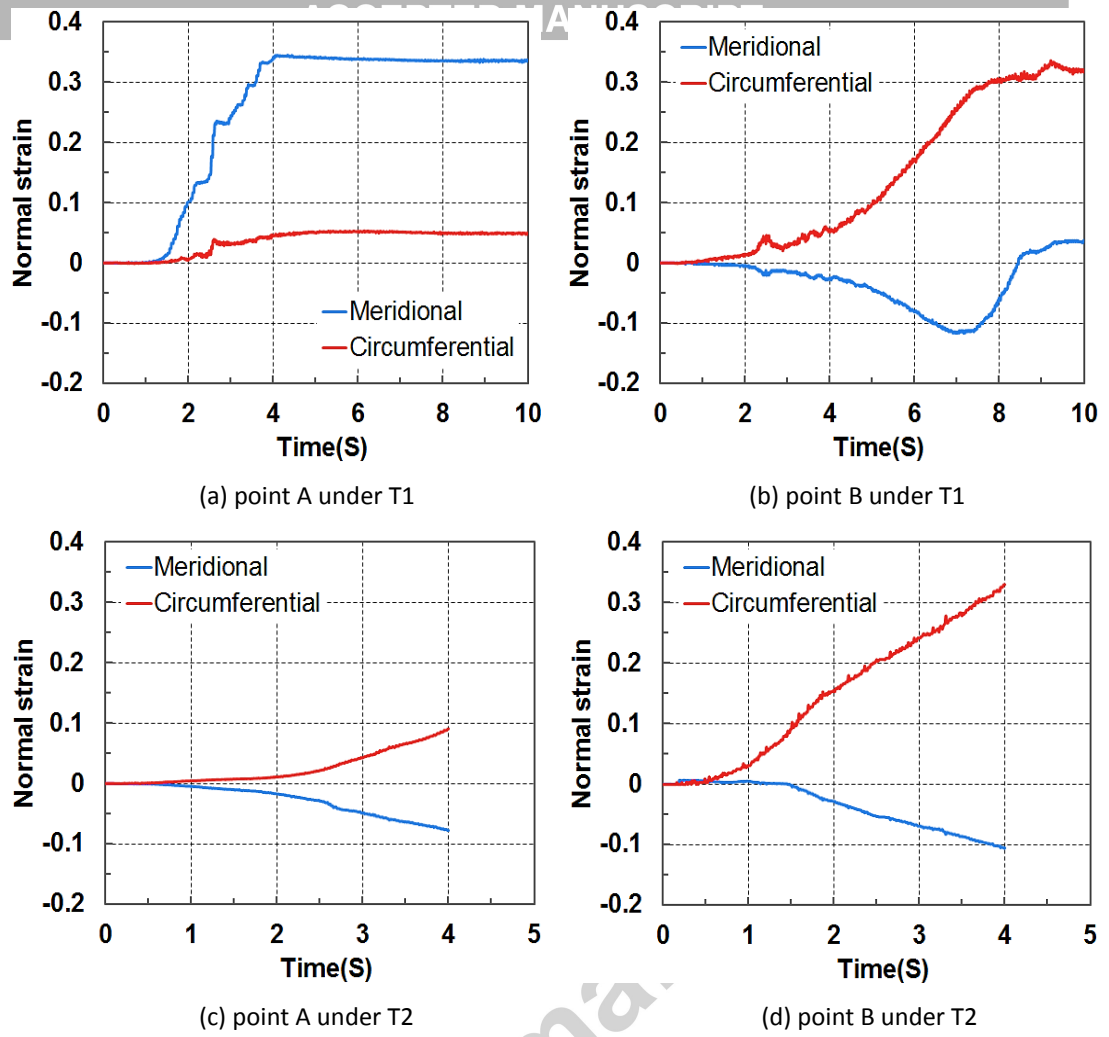 ACCEPTED MANUSCRIPT
0.4
0.3
0.2
0.1
0
-0.1
-0.2
Normal strain
Meridional
Circumferential
0 2 4 6 8 10
Time(S)
(a) point A under T1
0.4
0.3
0.2
0.1
0
-0.1
-0.2
Normal strain
Meridional
Circumferential
0 2 4 6 8 10
Time(S)
(b) point B under T1
0.4
0.3
0.2
0.1
0
-0.1
-0.2
Normal strain
Meridional
Circumferential
0 1 2 3 4 5
Time(S)
(c) point A under T2
0.4
0.3
0.2
0.1
0
-0.1
-0.2
Normal strain
Meridional
Circumferential
0 1 2 3 4 5
Time(S)
(d) point B under T2